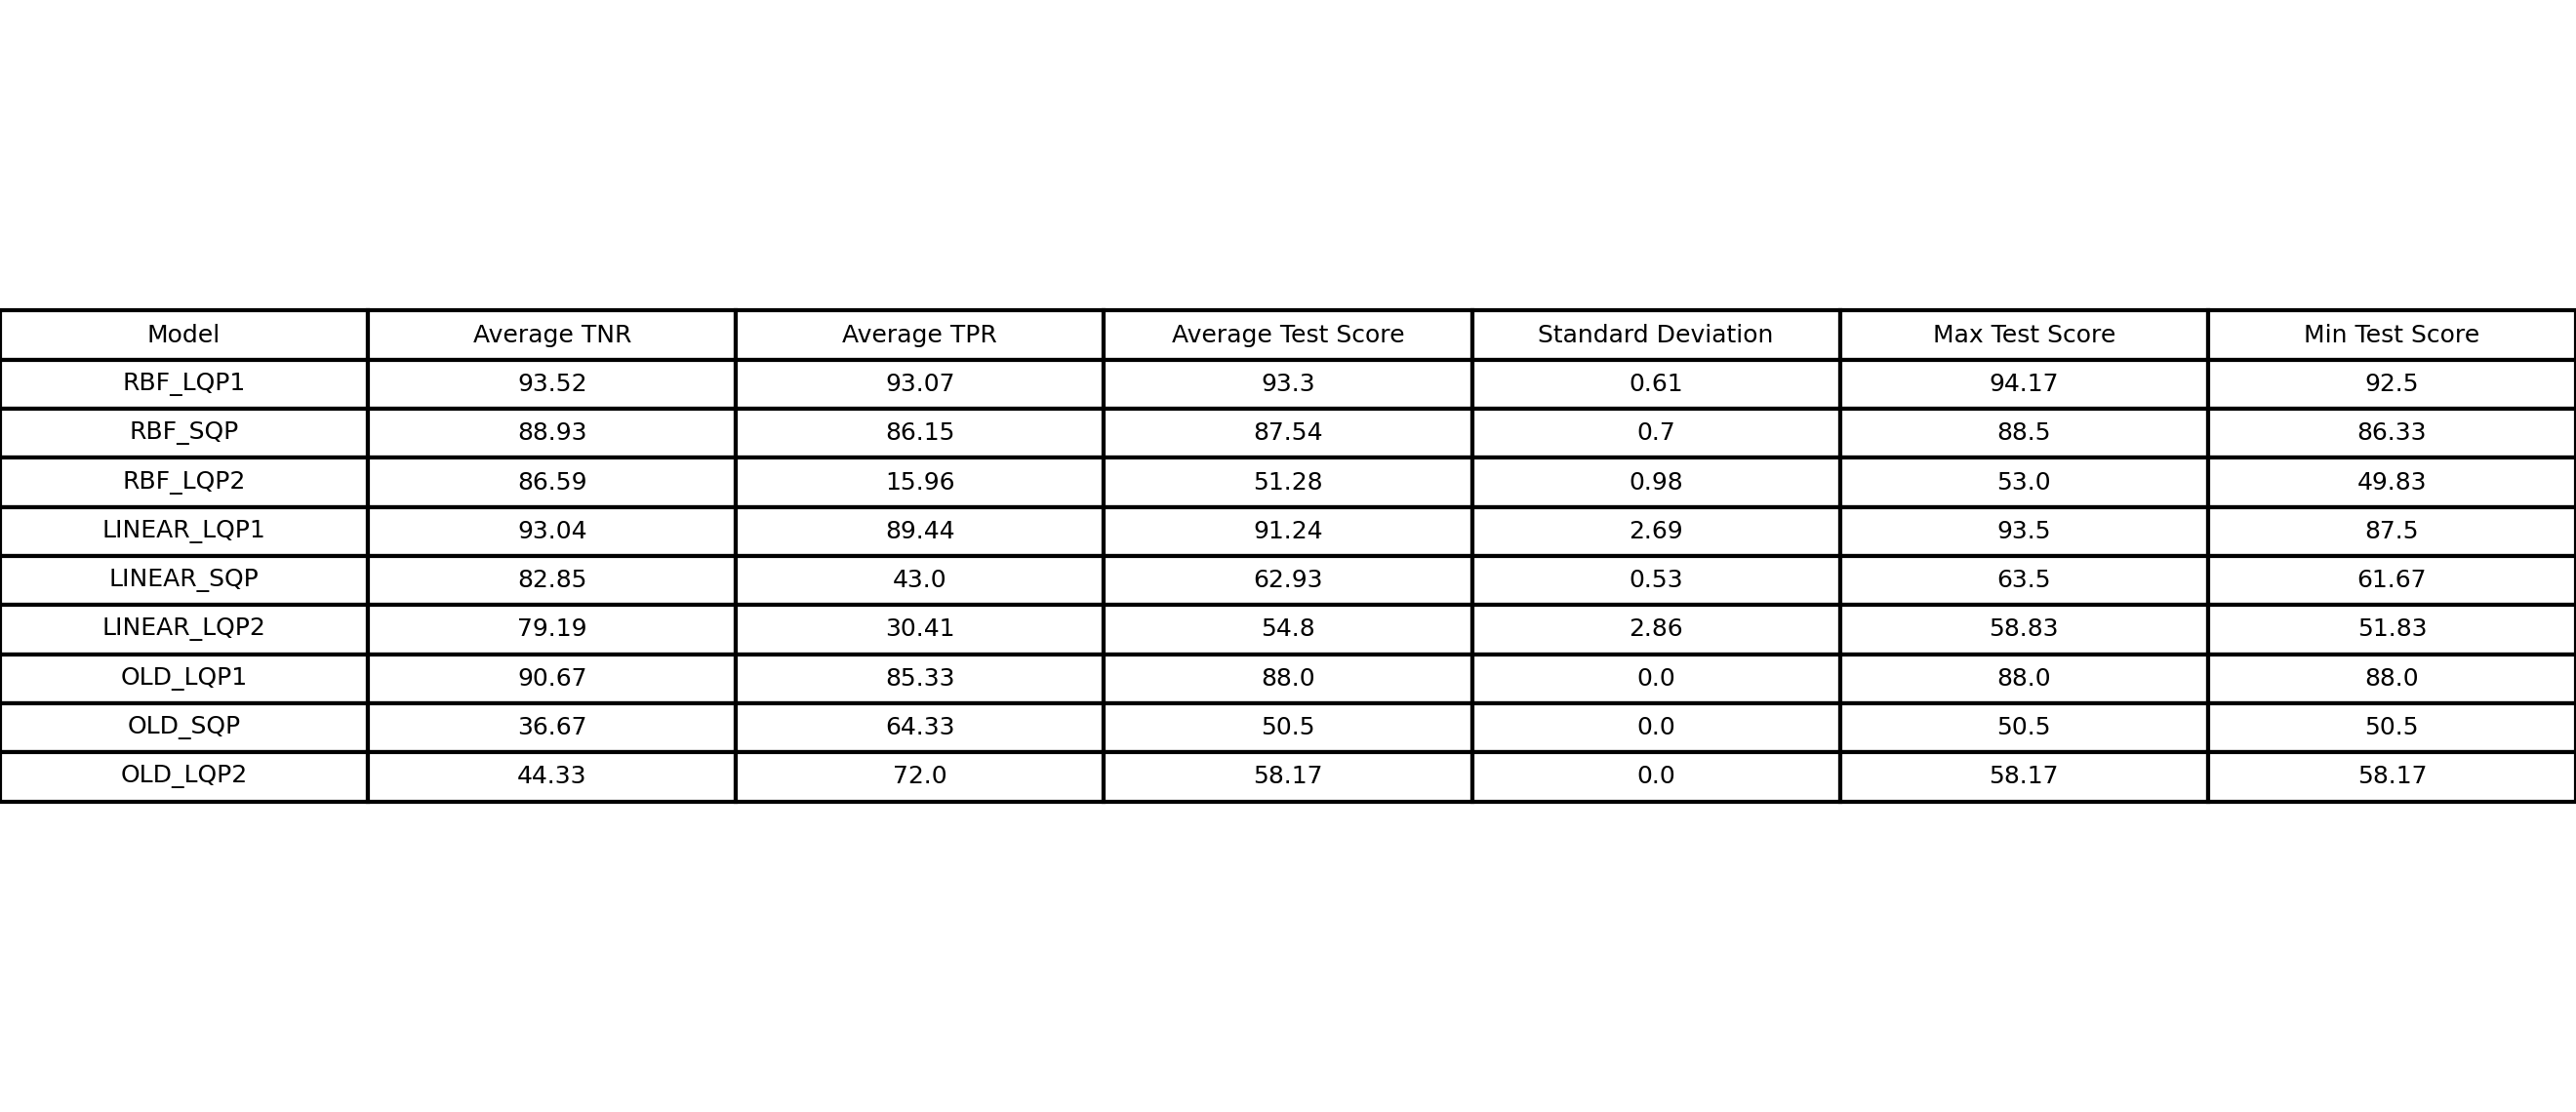 Model Average TNR Average TPR Average Test Score Standard Deviation Max Test Score Min Test Score
RBF_LQP1 93.52 93.07 93.3 0.61 94.17 92.5
RBF_SQP 88.93 86.15 87.54 0.7 88.5 86.33
RBF_LQP2 86.59 15.96 51.28 0.98 53.0 49.83
LINEAR_LQP1 93.04 89.44 91.24 2.69 93.5 87.5
LINEAR_SQP 82.85 43.0 62.93 0.53 63.5 61.67
LINEAR_LQP2 79.19 30.41 54.8 2.86 58.83 51.83
OLD_LQP1 90.67 85.33 88.0 0.0 88.0 88.0
OLD_SQP 36.67 64.33 50.5 0.0 50.5 50.5
OLD_LQP2 44.33 72.0 58.17 0.0 58.17 58.17